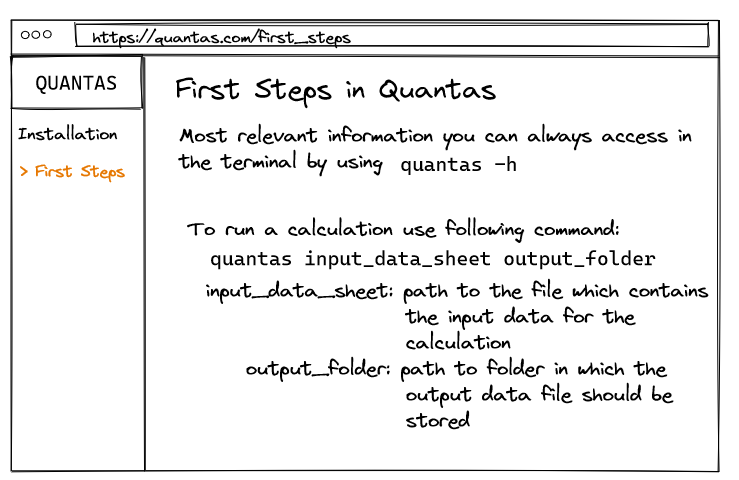 https://quantas.com/first_steps
QUANTAS
Installation
> First Steps
First Steps in Quantas
Most relevant information you can always access in
the terminal by using quantas -h
To run a calculation use following command:
quantas input_data_sheet output_folder
input_data_sheet: path to the file which contains
the input data for the
calculation
output_folder: path to folder in which the
output data file should be
stored